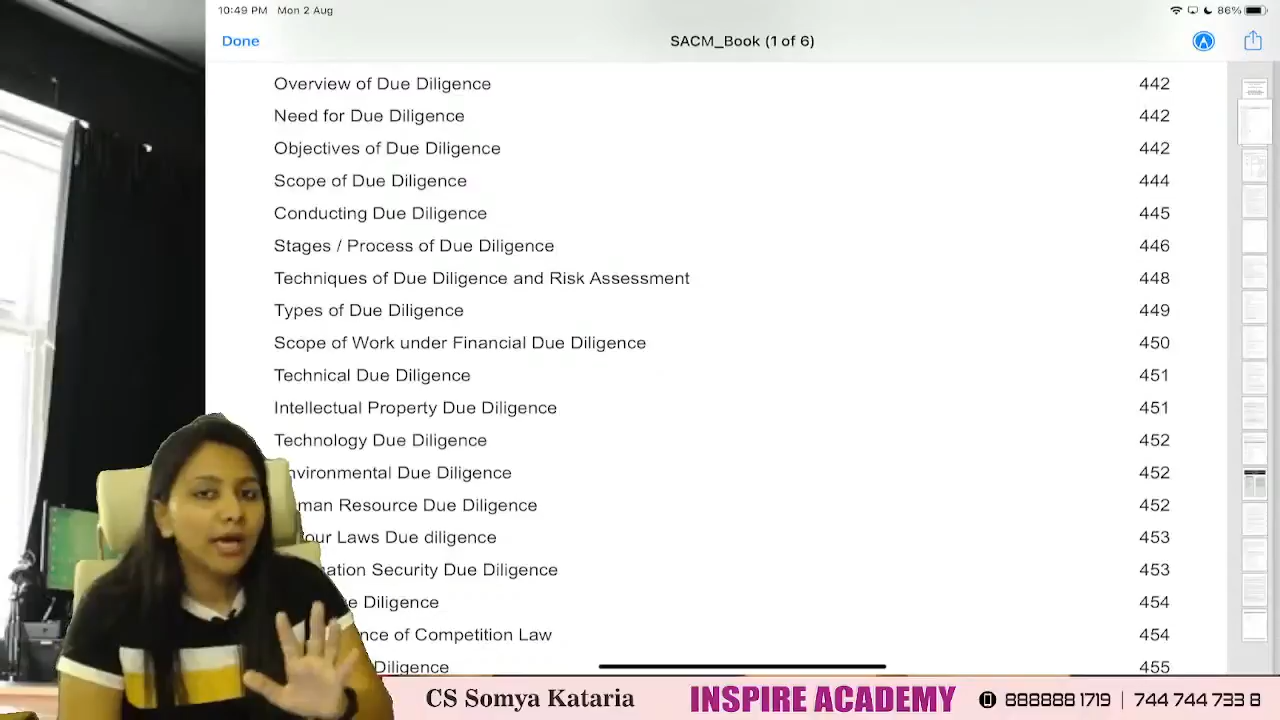 10:49 PM Mon 2 Aug 86%
Done SACM_Book (1 of 6)
Overview of Due Diligence 442
Need for Due Diligence 442
Objectives of Due Diligence 442
Scope of Due Diligence 444
Conducting Due Diligence 445
Stages / Process of Due Diligence 446
Techniques of Due Diligence and Risk Assessment 448
Types of Due Diligence 449
Scope of Work under Financial Due Diligence 450
Technical Due Diligence 451
Intellectual Property Due Diligence 451
Technology Due Diligence 452
nvironmental Due Diligence 452
man Resource Due Diligence 452
our Laws Due diligence 453
ation Security Due Diligence 453
e Diligence 454
nce of Competition Law 454
Diligence 455
CS Somya Kataria INSPIRE ACADEMY 888888 1719 | 744 744 733 8